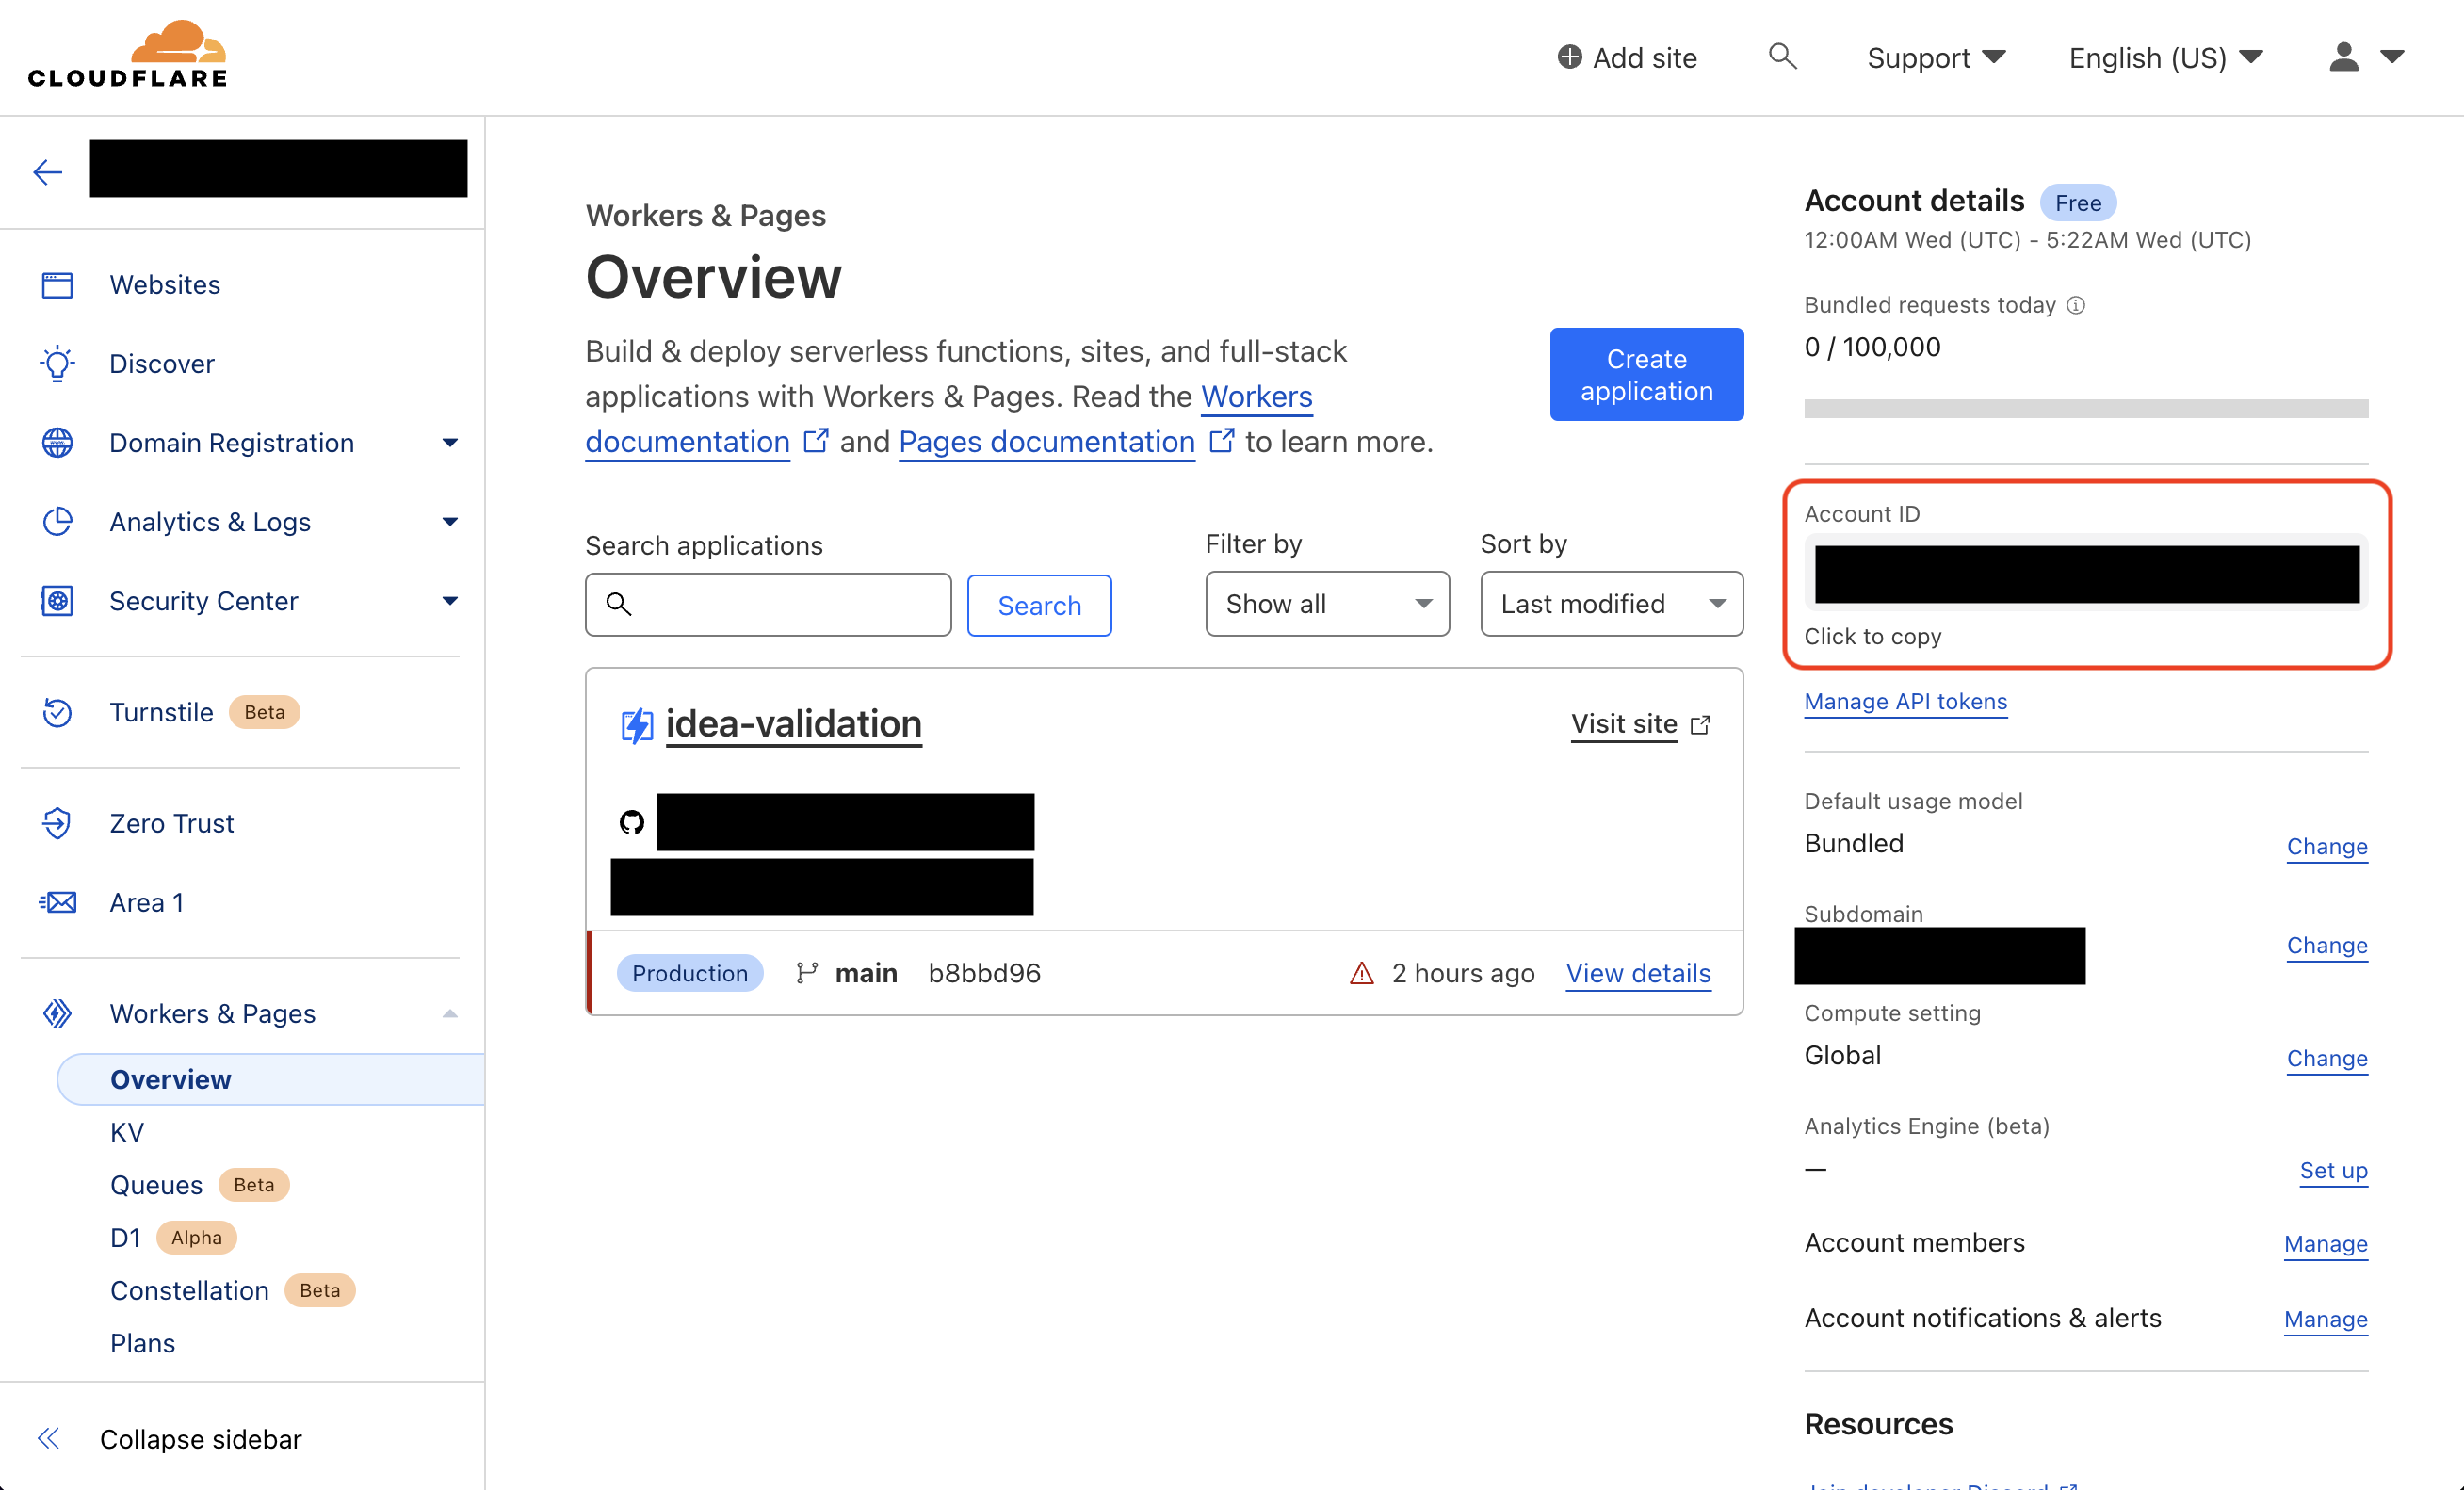 CLOUDFLARE
Add site
Support
English (US)
Websites
Discover
Domain Registration
Analytics & Logs
Security Center
Turnstile Beta
Zero Trust
Area 1
Workers & Pages
Overview
KV
Queues Beta
D1 Alpha
Constellation Beta
Plans
Collapse sidebar
Workers & Pages
Overview
Build & deploy serverless functions, sites, and full-stack
applications with Workers & Pages. Read the Workers
documentation and Pages documentation to learn more.
Create
application
Search applications
Search
Filter by
Show all
Sort by
Last modified
idea-validation
Visit site
Production main b8bbd96 2 hours ago View details
Account details Free
12:00AM Wed (UTC) - 5:22AM Wed (UTC)
Bundled requests today
0 / 100,000
Account ID
Click to copy
Manage API tokens
Default usage model
Bundled Change
Subdomain
Change
Compute setting
Global Change
Analytics Engine (beta)
— Set up
Account members Manage
Account notifications & alerts Manage
Resources
Join developer Discord